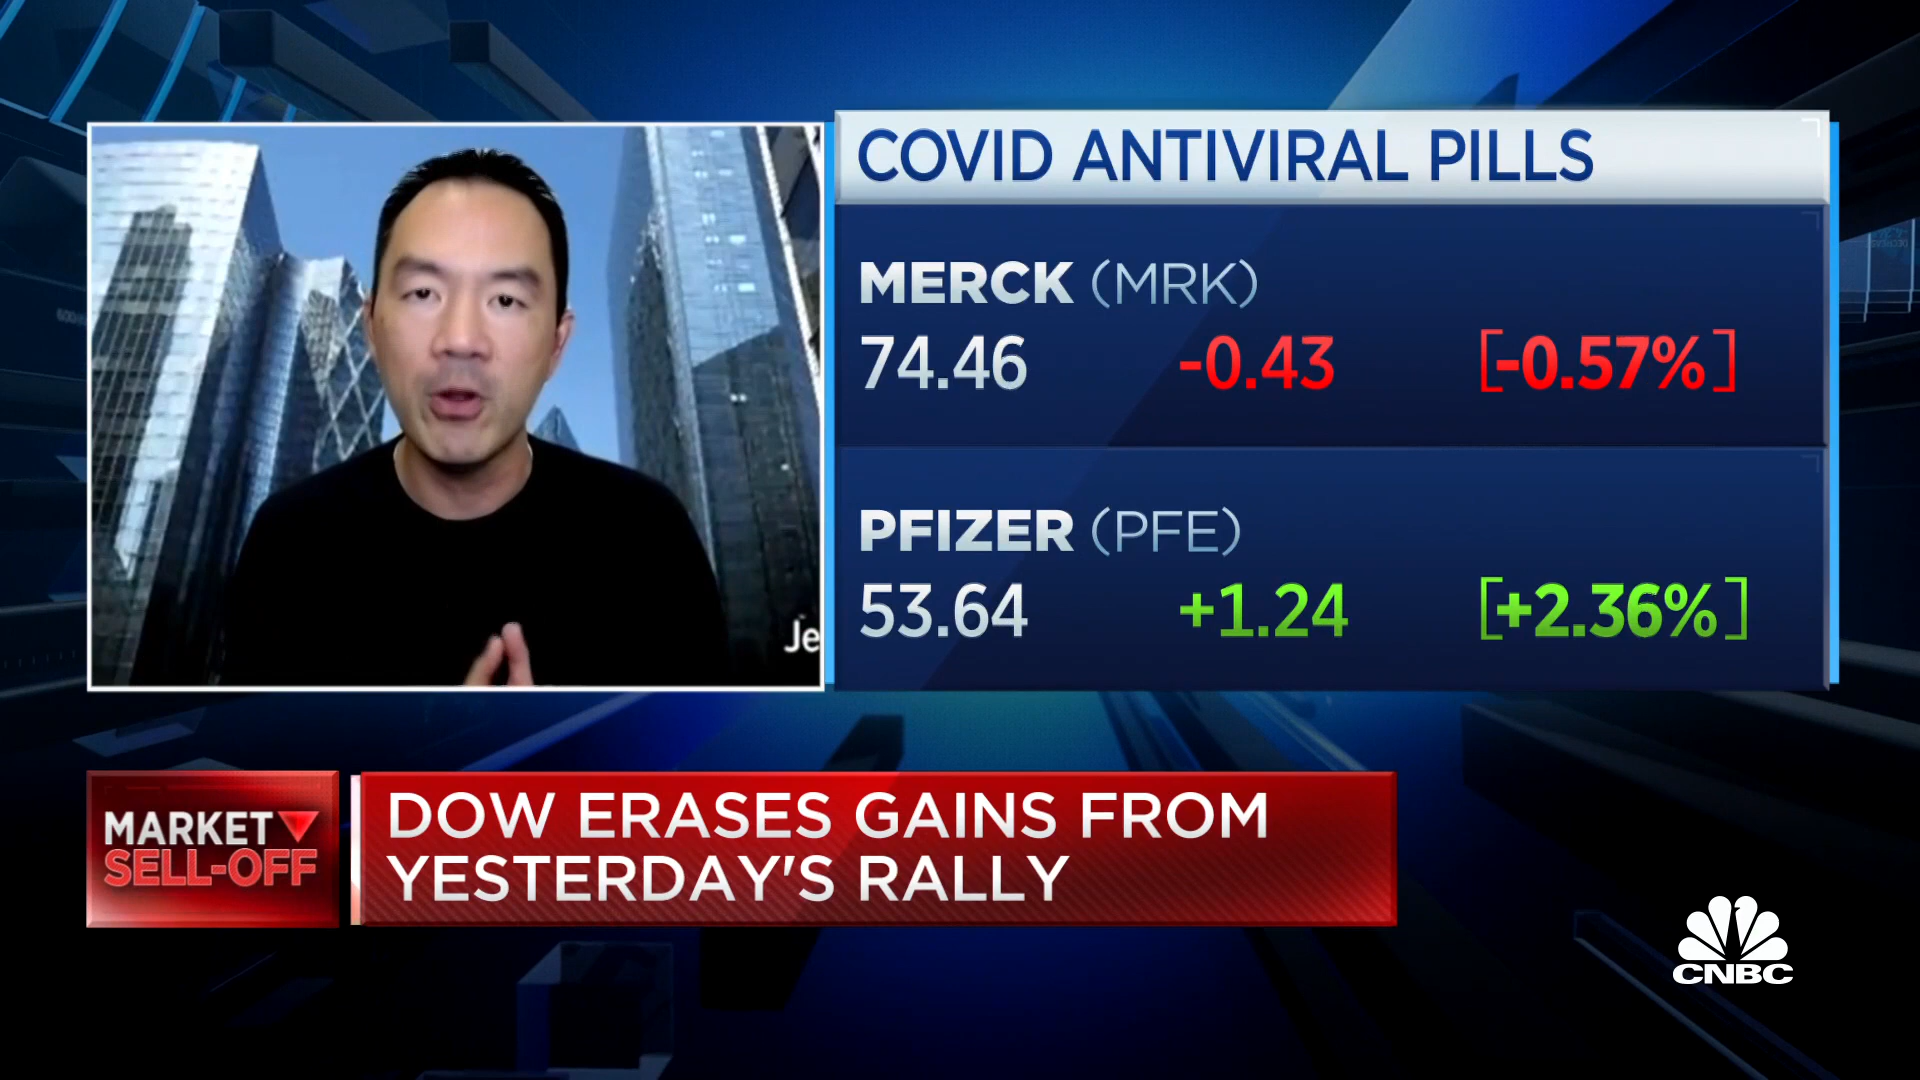 COVID ANTIVIRAL PILLS
MERCK (MRK)
74.46 -0.43 [-0.57%]
PFIZER (PFE)
53.64 +1.24 [+2.36%]
Je
MARKET
SELL-OFF
DOW ERASES GAINS FROM
YESTERDAY'S RALLY
CNBC